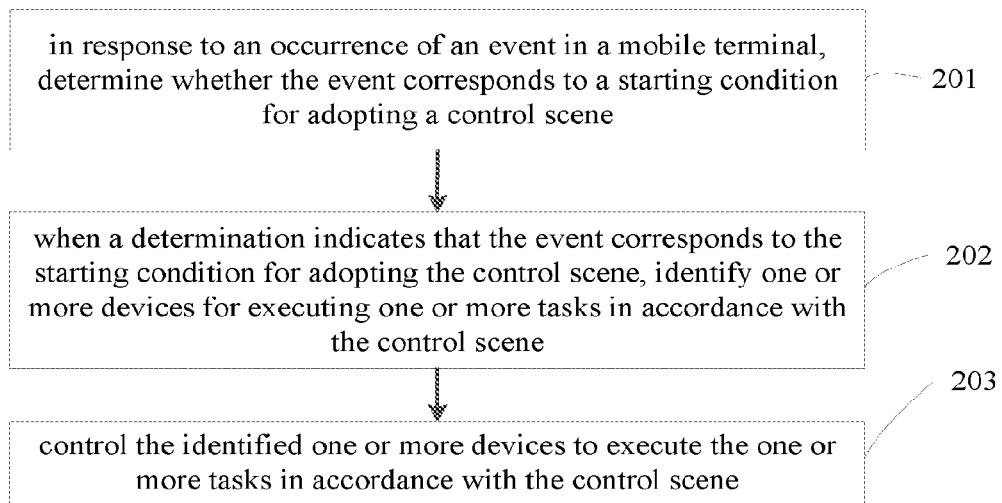 in response to an occurrence of an event in a mobile terminal,
determine whether the event corresponds to a starting condition
for adopting a control scene
201
when a determination indicates that the event corresponds to the
starting condition for adopting the control scene, identify one or
more devices for executing one or more tasks in accordance with
the control scene
202
control the identified one or more devices to execute the one or
more tasks in accordance with the control scene
203